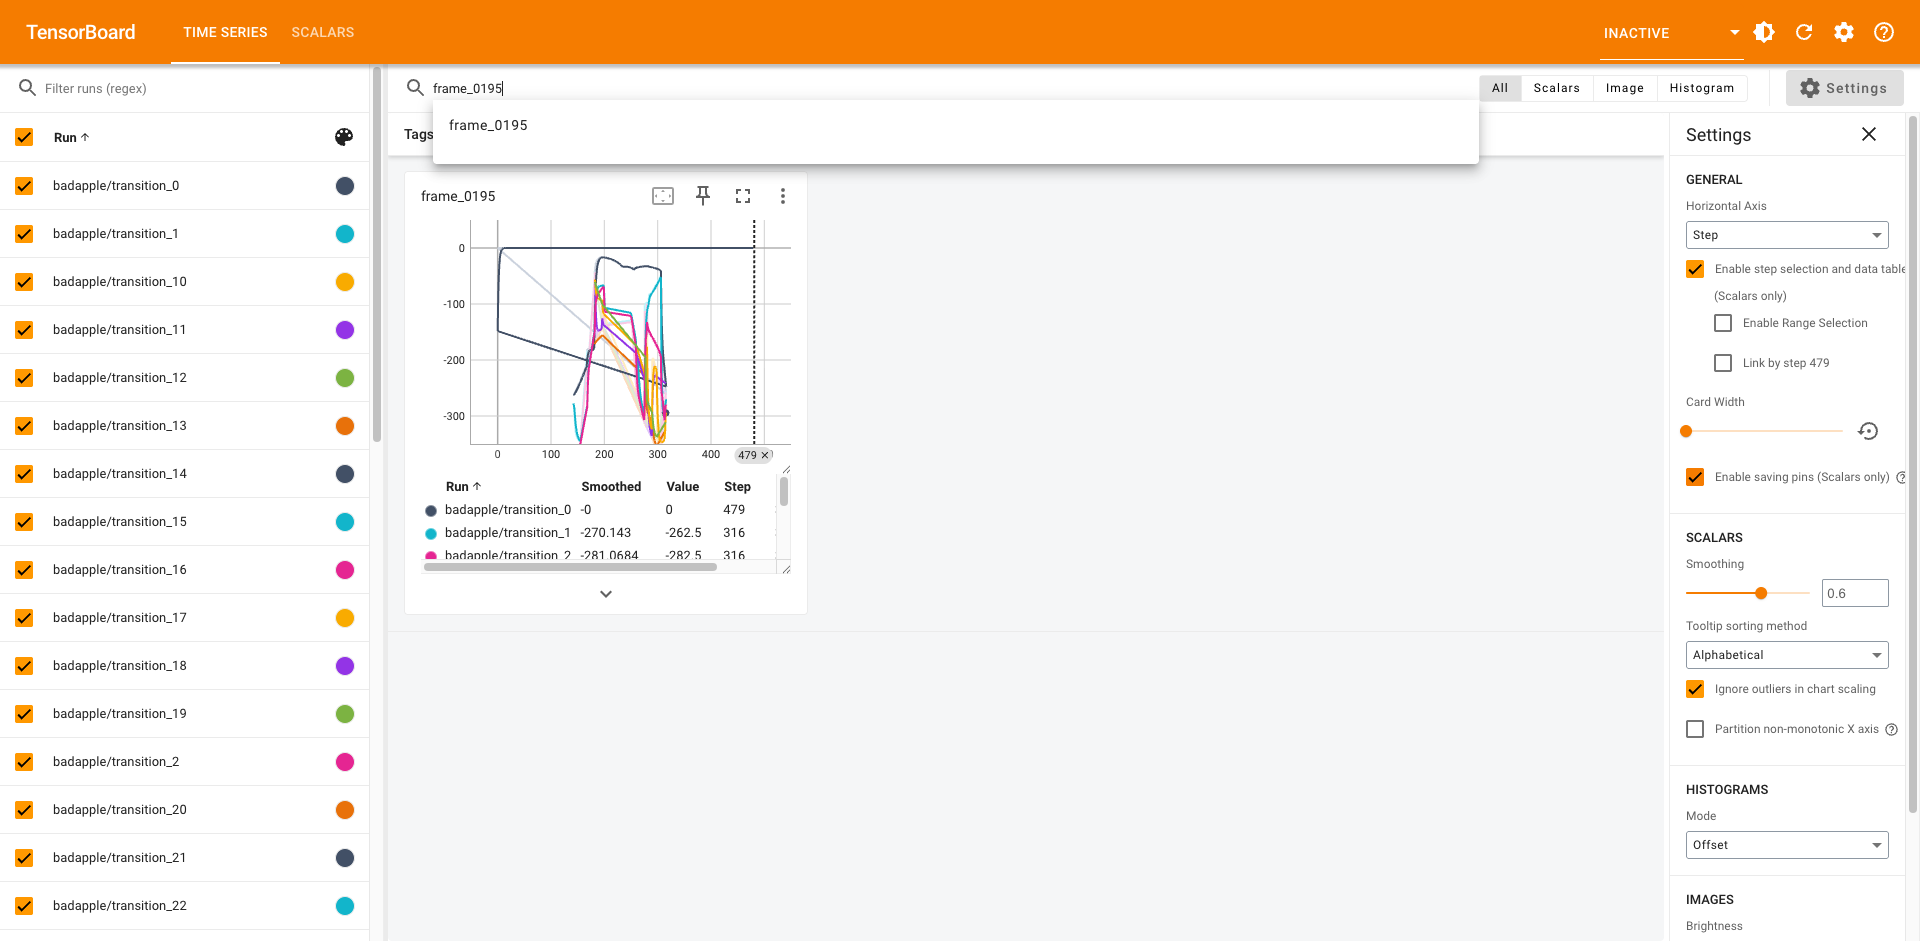 TensorBoard
TIME SERIES
SCALARS
INACTIVE
Filter runs (regex)
Run
badapple/transition_0
badapple/transition_1
badapple/transition_10
badapple/transition_11
badapple/transition_12
badapple/transition_13
badapple/transition_14
badapple/transition_15
badapple/transition_16
badapple/transition_17
badapple/transition_18
badapple/transition_19
badapple/transition_2
badapple/transition_20
badapple/transition_21
badapple/transition_22
frame_0195
All Scalars Image Histogram
Settings
frame_0195
Tags
frame_0195
0
-100
-200
-300
0 100 200 300 400 479
Run Smoothed Value Step
badapple/transition_0 -0 0 479
badapple/transition_1 -270.143 -262.5 316
badapple/transition_2 -281.0684 -282.5 316
Settings
GENERAL
Horizontal Axis
Step
Enable step selection and data table
(Scalars only)
Enable Range Selection
Link by step 479
Card Width
Enable saving pins (Scalars only)
SCALARS
Smoothing
0.6
Tooltip sorting method
Alphabetical
Ignore outliers in chart scaling
Partition non-monotonic X axis
HISTOGRAMS
Mode
Offset
IMAGES
Brightness